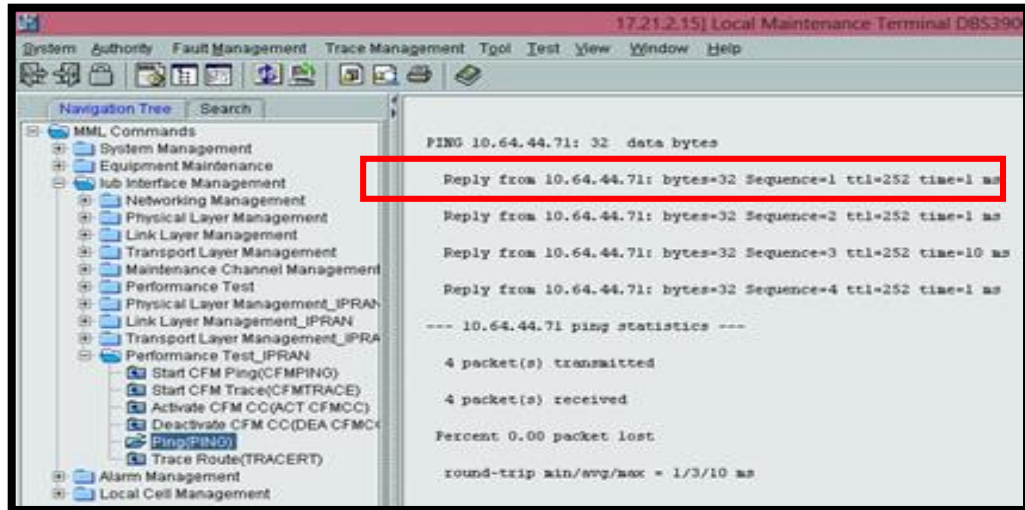 17.21.2.15] Local Maintenance Terminal DBS390
System Authority Fault Management Trace Management Tool Test View Window Help
Navigation Tree Search
MML Commands
System Management
Equipment Maintenance
Iub Interface Management
Networking Management
Physical Layer Management
Link Layer Management
Transport Layer Management
Maintenance Channel Management
Performance Test
Physical Layer Management_IPRAN
Link Layer Management_IPRAN
Transport Layer Management_IPRA
Performance Test_IPRAN
Start CFM Ping(CFMPING)
Start CFM Trace(CFMTRACE)
Activate CFM CC(ACT CFMCC)
Deactivate CFM CC(DEA CFMC
Ping(PING)
Trace Route(TRACERT)
Alarm Management
Local Cell Management
PING 10.64.44.71: 32 data bytes
Reply from 10.64.44.71: bytes=32 Sequence=1 ttl=252 time=1 ms
Reply from 10.64.44.71: bytes=32 Sequence=2 ttl=252 time=1 ms
Reply from 10.64.44.71: bytes=32 Sequence=3 ttl=252 time=10 ms
Reply from 10.64.44.71: bytes=32 Sequence=4 ttl=252 time=1 ms
--- 10.64.44.71 ping statistics ---
4 packet(s) transmitted
4 packet(s) received
Percent 0.00 packet lost
round-trip min/avg/max = 1/3/10 ms